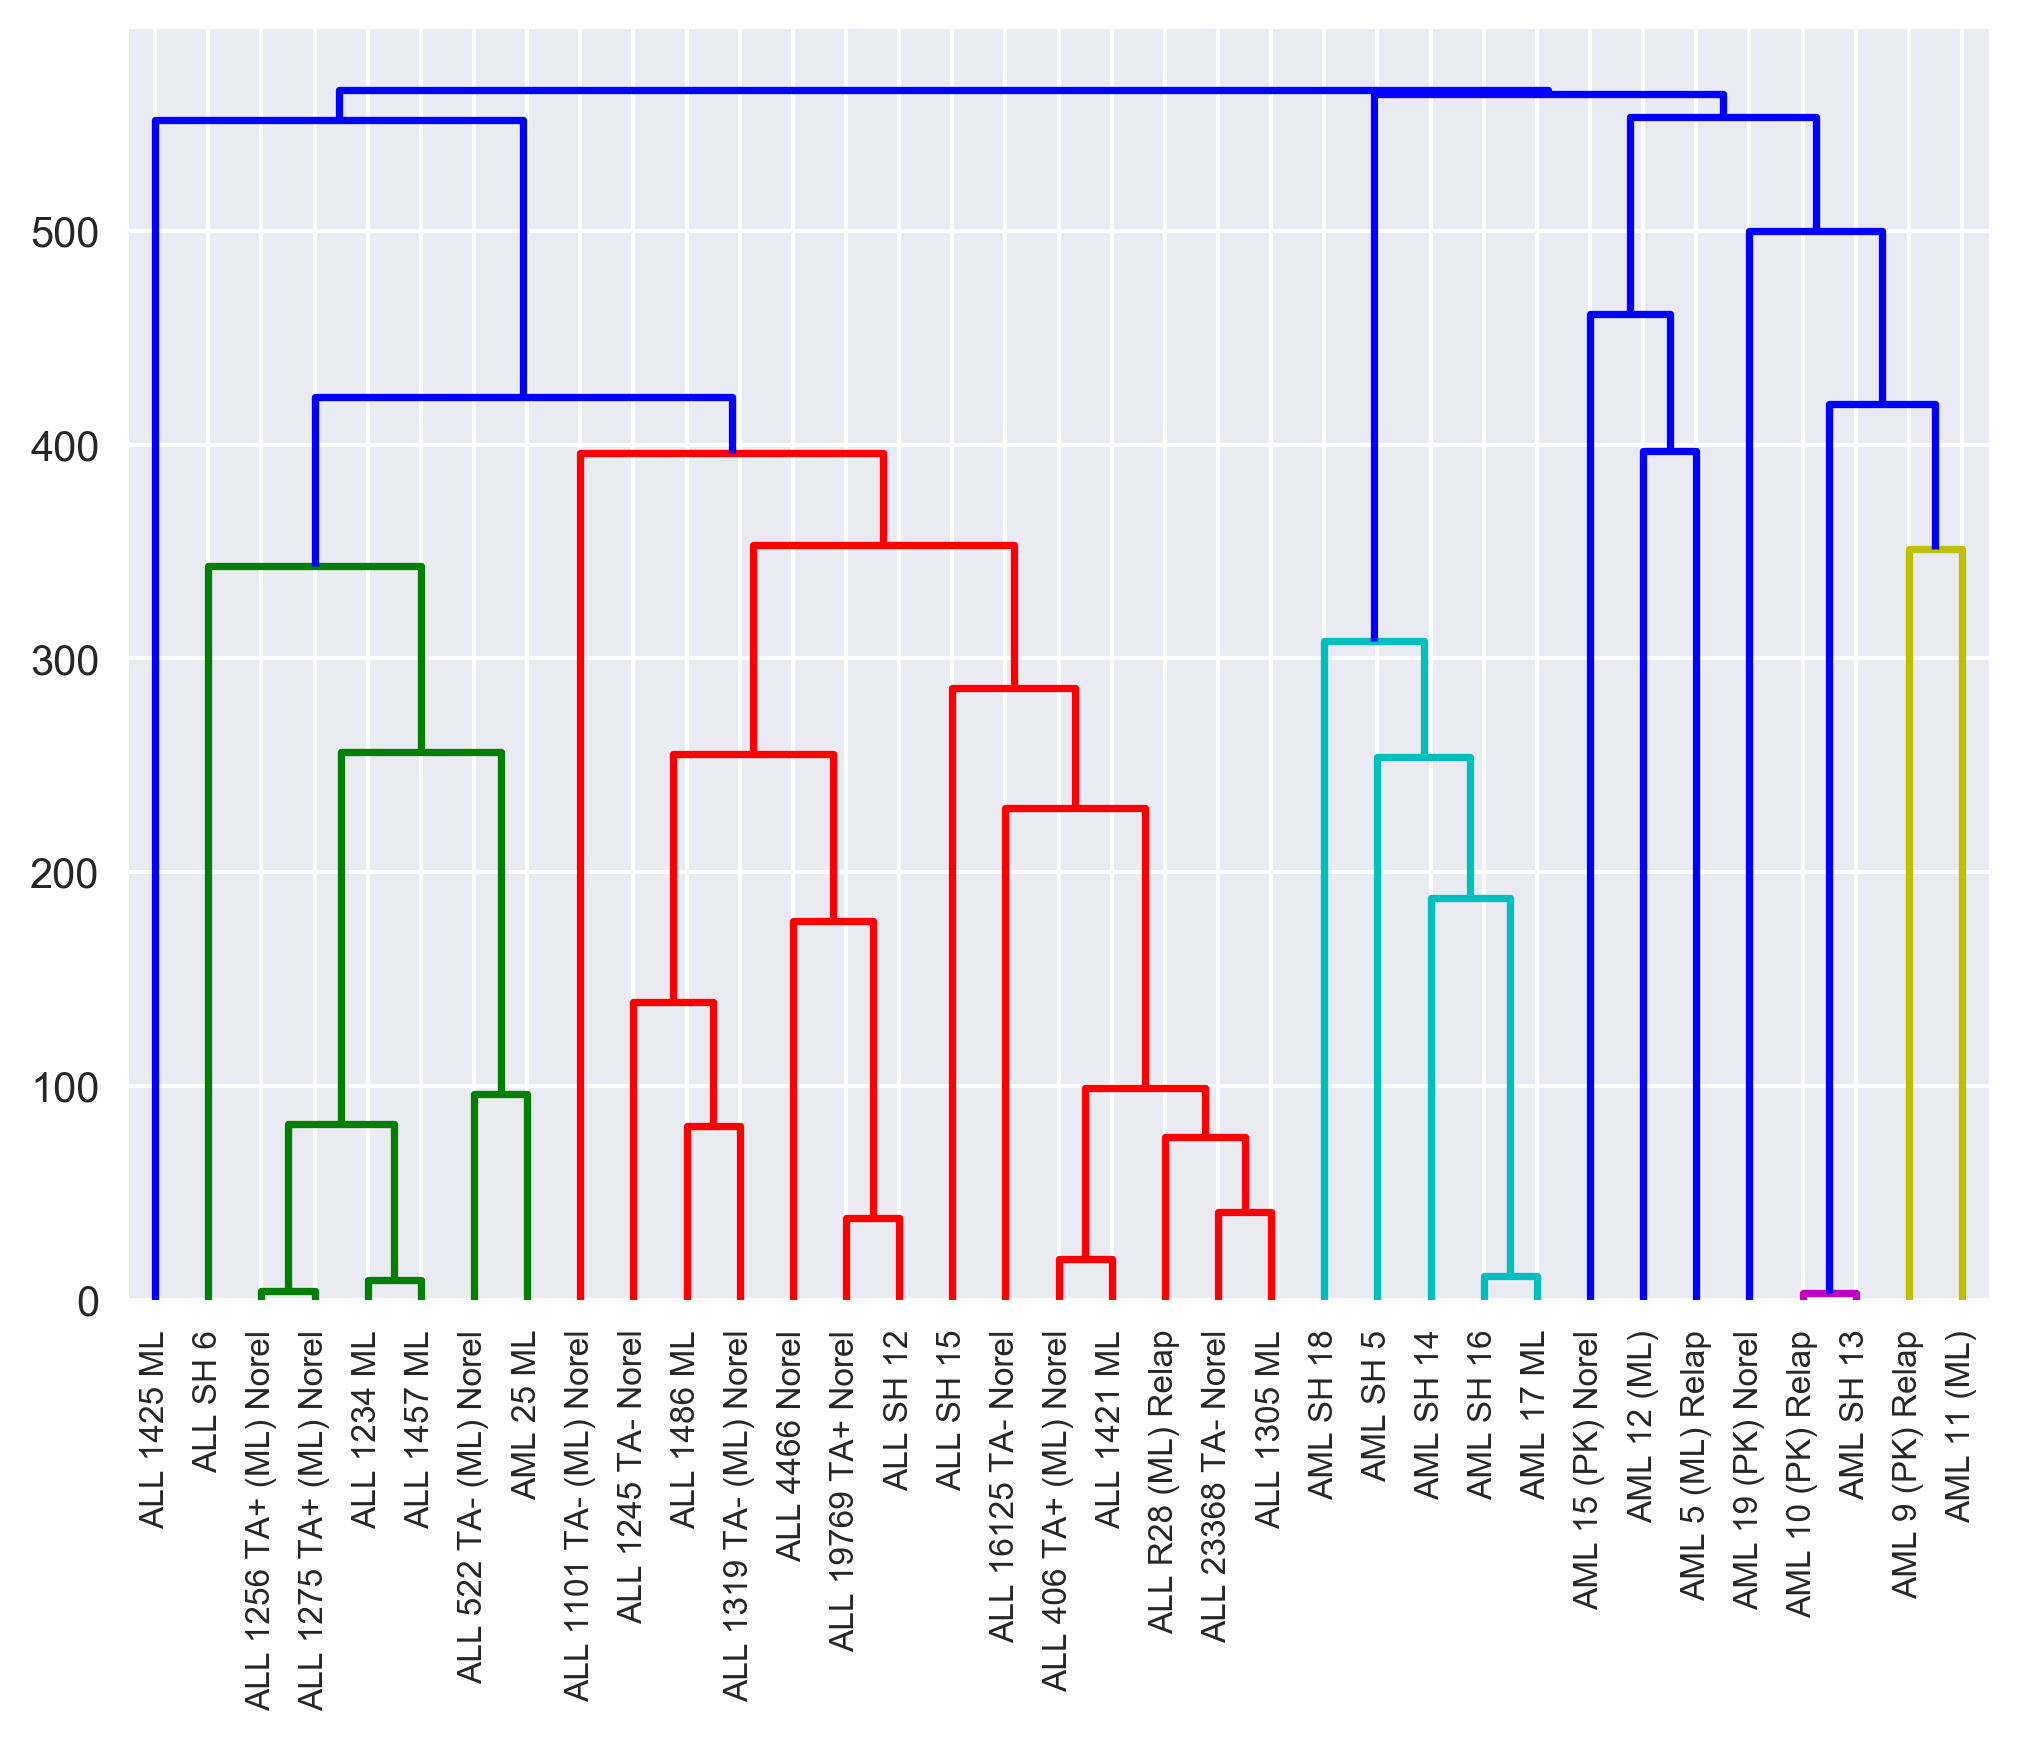 500
400
300
200
100
0
ALL 1425 ML
ALL SH 6
ALL 1256 TA+ (ML) Norel
ALL 1275 TA+ (ML) Norel
ALL 1234 ML
ALL 1457 ML
ALL 522 TA- (ML) Norel
AML 25 ML
ALL 1101 TA- (ML) Norel
ALL 1245 TA- Norel
ALL 1486 ML
ALL 1319 TA- (ML) Norel
ALL 4466 Norel
ALL 19769 TA+ Norel
ALL SH 12
ALL SH 15
ALL 16125 TA- Norel
ALL 406 TA+ (ML) Norel
ALL 1421 ML
ALL R28 (ML) Relap
ALL 23368 TA- Norel
ALL 1305 ML
AML SH 18
AML SH 5
AML SH 14
AML SH 16
AML 17 ML
AML 15 (PK) Norel
AML 12 (ML)
AML 5 (ML) Relap
AML 19 (PK) Norel
AML 10 (PK) Relap
AML SH 13
AML 9 (PK) Relap
AML 11 (ML)